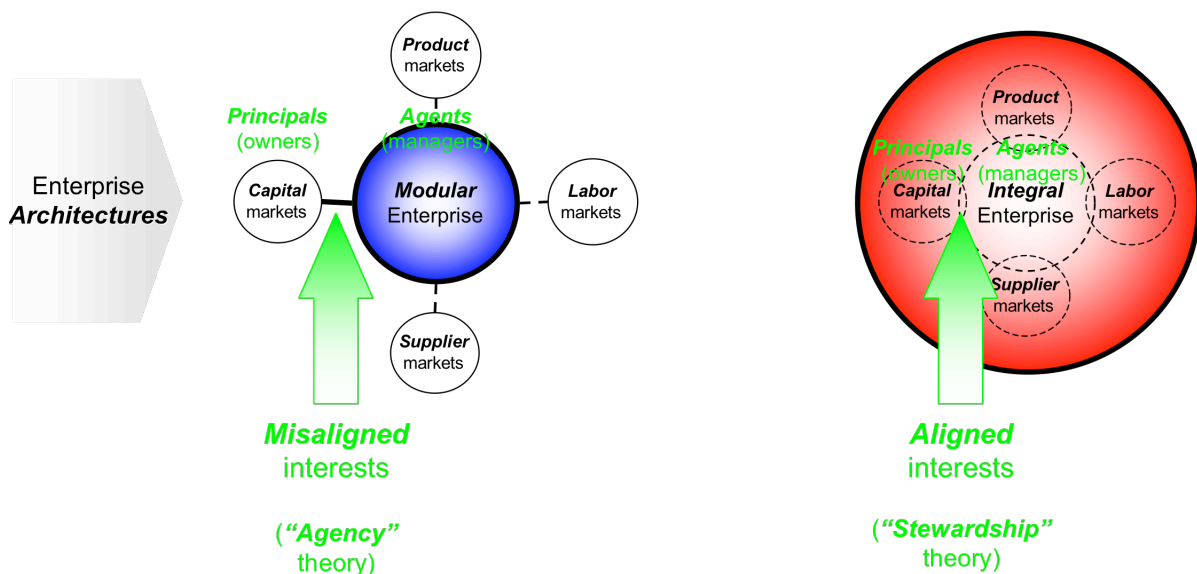 Enterprise
Architectures
Product
markets
Principals
(owners)
Agents
(managers)
Capital
markets
Modular
Enterprise
Labor
markets
Supplier
markets
Misaligned
interests
(“Agency”
theory)
Product
markets
Principals
(owners)
Agents
(managers)
Capital
markets
Integral
Enterprise
Labor
markets
Supplier
markets
Aligned
interests
(“Stewardship”
theory)